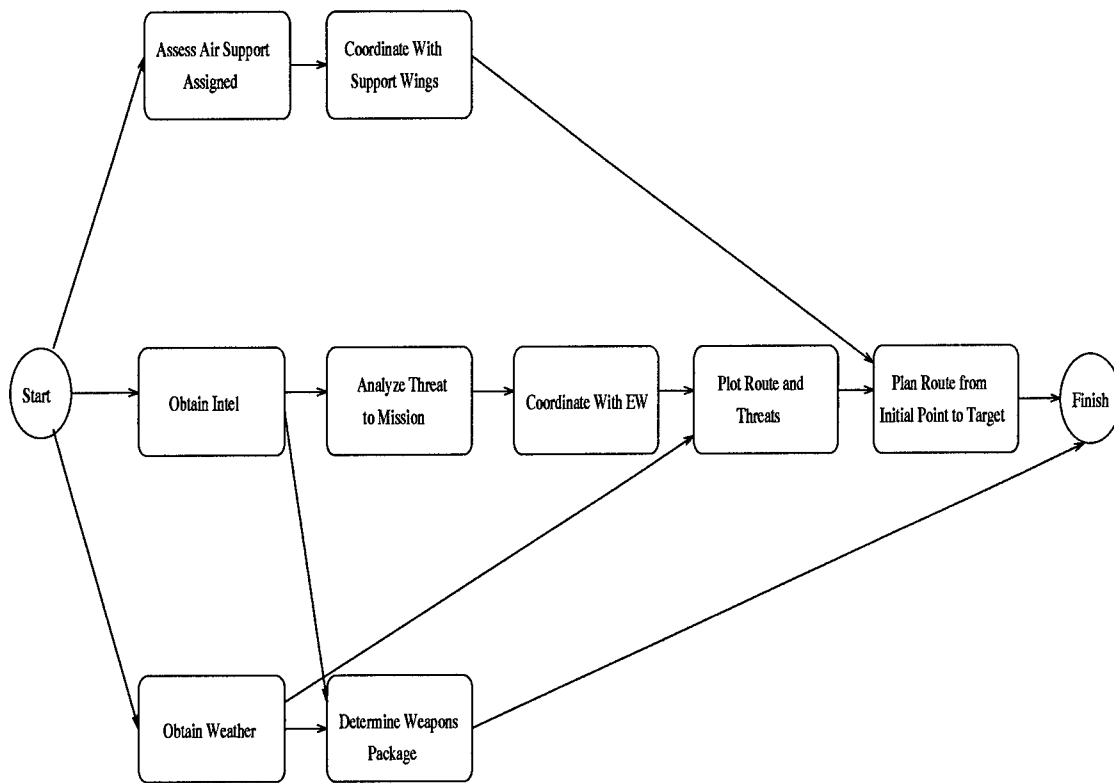 Assess Air Support
Assigned
Coordinate With
Support Wings
Start
Obtain Intel
Analyze Threat
to Mission
Coordinate With EW
Plot Route and
Threats
Plan Route from
Initial Point to Target
Finish
Obtain Weather
Determine Weapons
Package